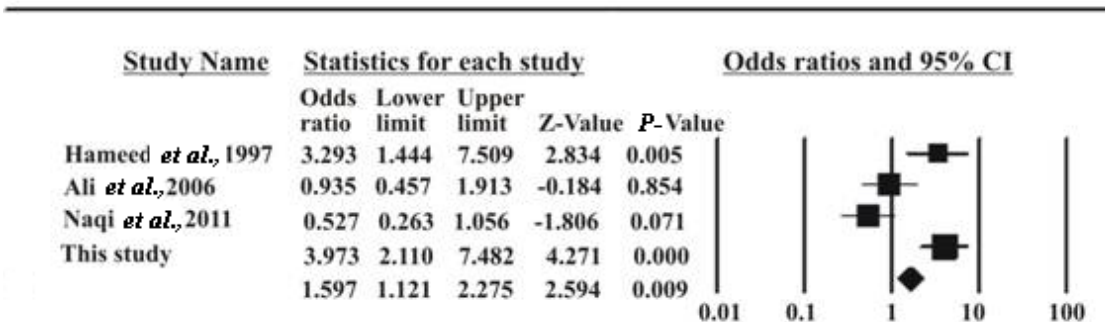 Study Name Statistics for each study Odds ratios and 95% CI
Odds Lower Upper
ratio limit limit Z-Value P-Value
Hameed et al., 1997 3.293 1.444 7.509 2.834 0.005
Ali et al., 2006 0.935 0.457 1.913 -0.184 0.854
Naqi et al., 2011 0.527 0.263 1.056 -1.806 0.071
This study 3.973 2.110 7.482 4.271 0.000
1.597 1.121 2.275 2.594 0.009
0.01 0.1 1 10 100